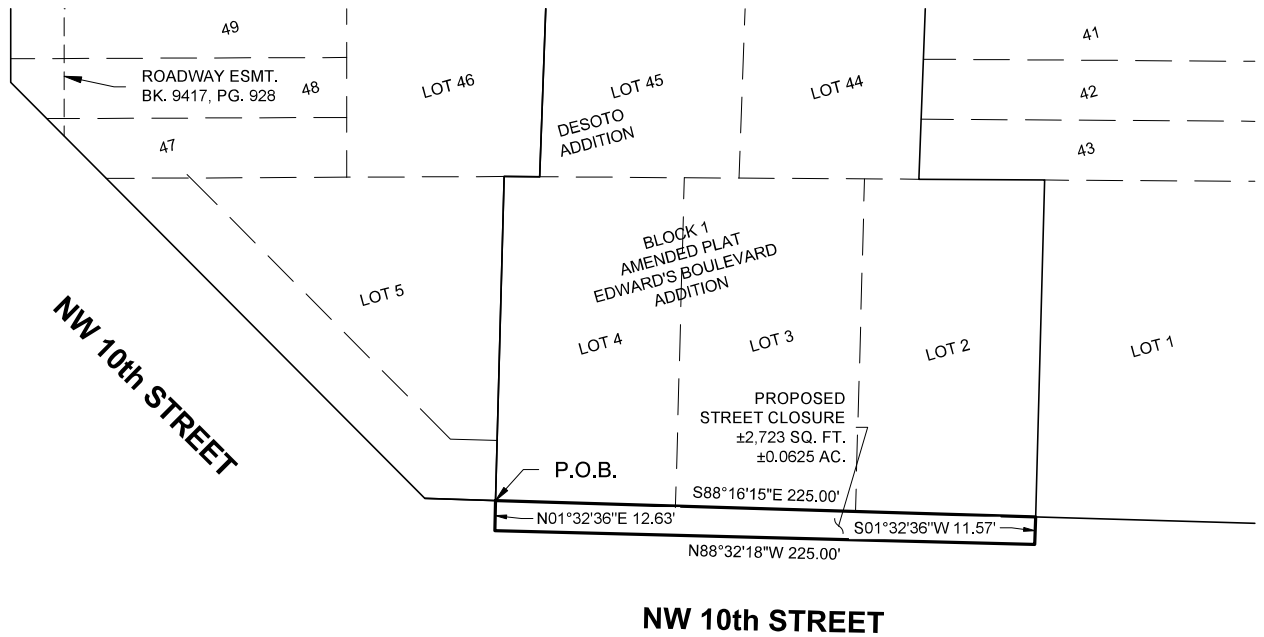 49
41
ROADWAY ESMT.
BK. 9417, PG. 928
48
LOT 46
LOT 45
LOT 44
42
DESOTO
ADDITION
47
43
BLOCK 1
AMENDED PLAT
EDWARD'S BOULEVARD
ADDITION
LOT 5
LOT 4
LOT 3
LOT 2
LOT 1
NW 10th STREET
PROPOSED
STREET CLOSURE
±2,723 SQ. FT.
±0.0625 AC.
P.O.B.
S88°16'15"E 225.00'
N01°32'36"E 12.63'
S01°32'36"W 11.57'
N88°32'18"W 225.00'
NW 10th STREET